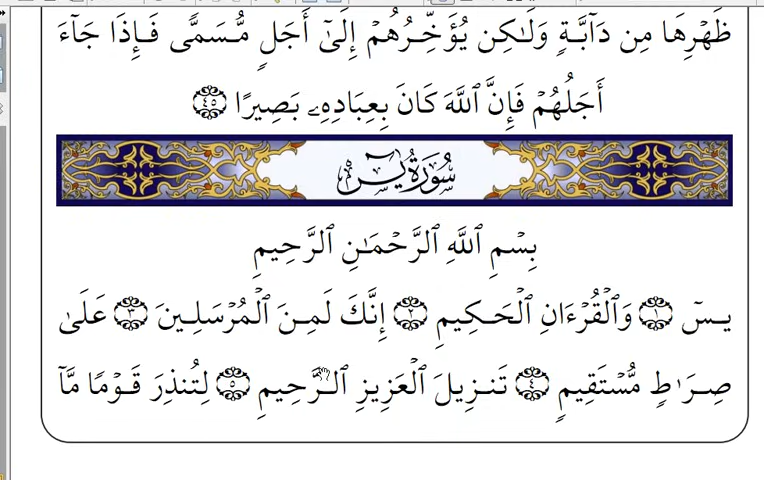 ظَهْرِهَا مِن دَآبَّةٍ وَلَٰكِن يُؤَخِّرُهُمْ إِلَىٰٓ أَجَلٍ مُّسَمًّى فَإِذَا جَآءَ
أَجَلُهُمْ فَإِنَّ ٱللَّهَ كَانَ بِعِبَادِهِۦ بَصِيرًۢا ٤٥
سُورَةُ يسٓ
بِسْمِ ٱللَّهِ ٱلرَّحْمَٰنِ ٱلرَّحِيمِ
يسٓ ١ وَٱلْقُرْءَانِ ٱلْحَكِيمِ ٢ إِنَّكَ لَمِنَ ٱلْمُرْسَلِينَ ٣ عَلَىٰ
صِرَٰطٍ مُّسْتَقِيمٍ ٤ تَنزِيلَ ٱلْعَزِيزِ ٱلرَّحِيمِ ٥ لِتُنذِرَ قَوْمًا مَّآ